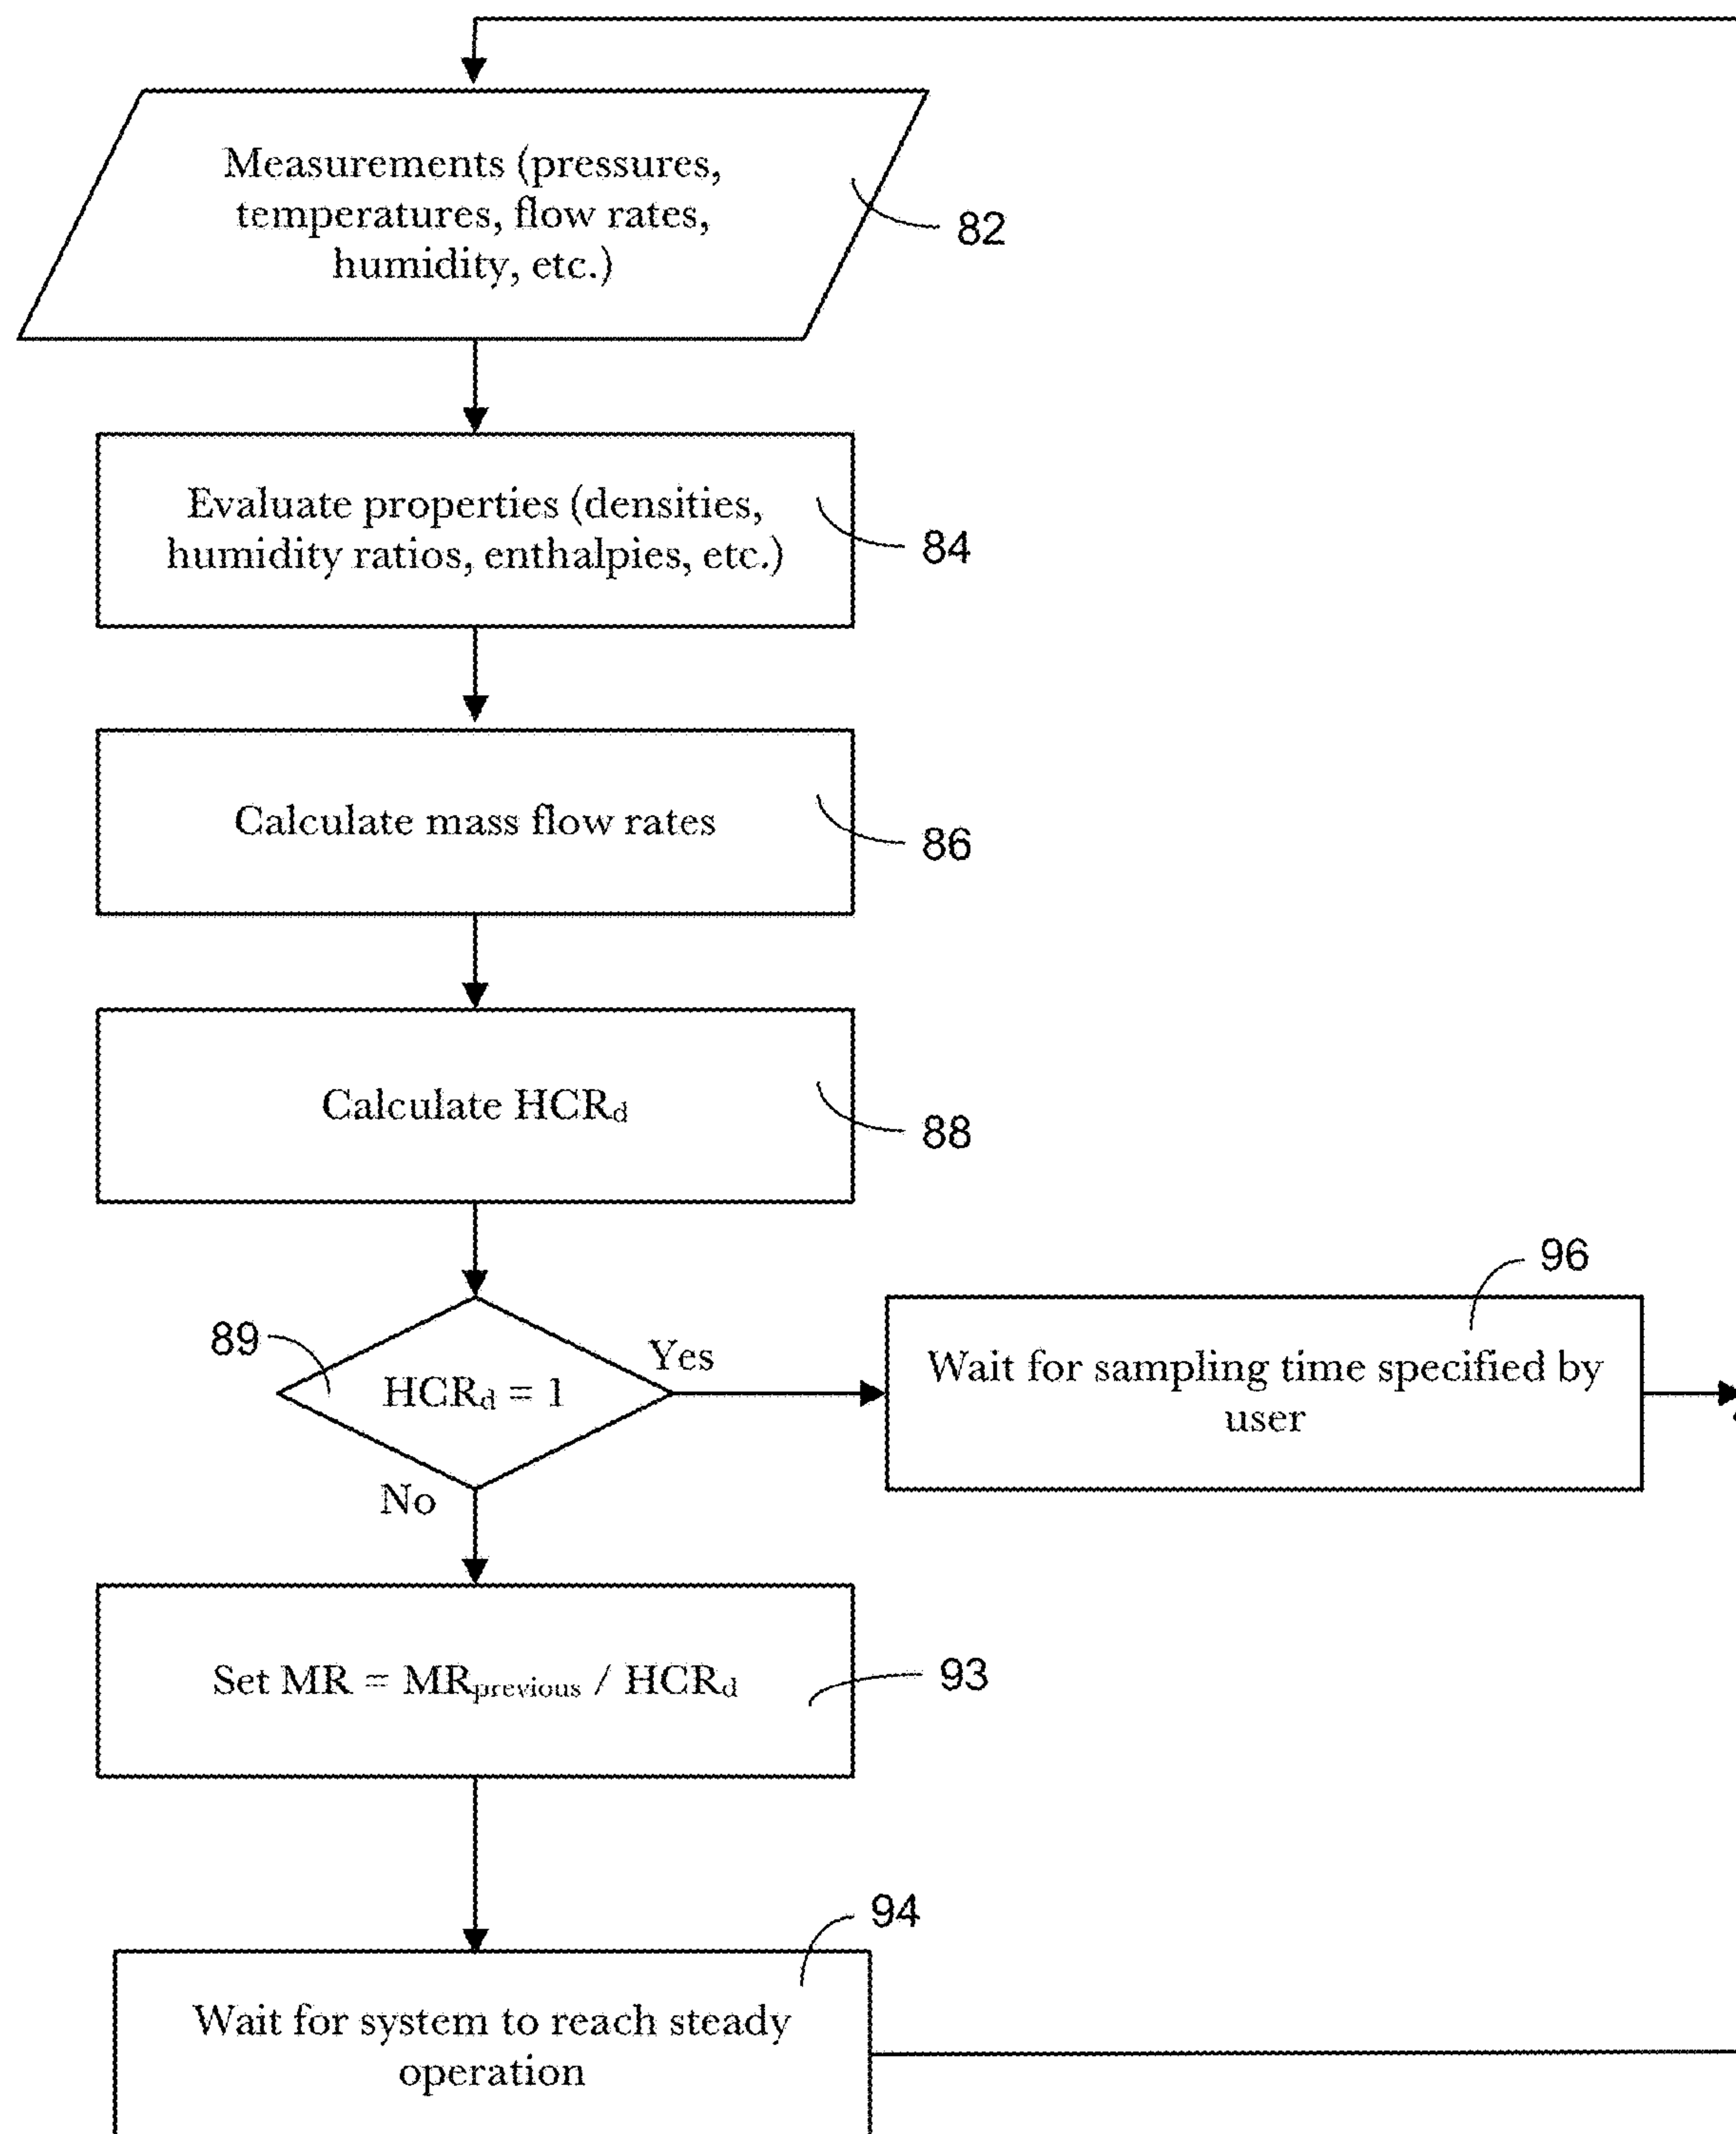 Measurements (pressures,
temperatures, flow rates,
humidity, etc.)
82
Evaluate properties (densities,
humidity ratios, enthalpies, etc.)
84
Calculate mass flow rates
86
Calculate HCRd
88
89
HCRd = 1
Yes
No
96
Wait for sampling time specified by
user
Set MR = MRprevious / HCRd
93
94
Wait for system to reach steady
operation